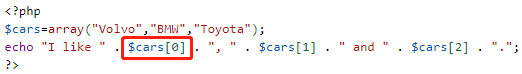 <?php
$cars=array("Volvo","BMW","Toyota");
echo "I like " . $cars[0] . ", " . $cars[1] . " and " . $cars[2] . ".";
?>